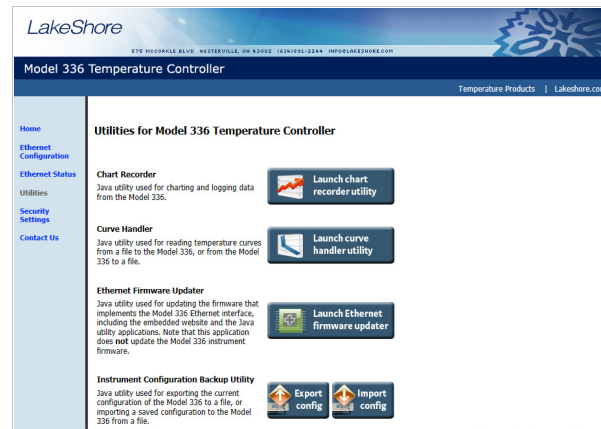 LakeShore
575 MCCORKLE BLVD. WESTERVILLE, OH 43082 (614)891-2244 INFO@LAKESHORE.COM
Model 336 Temperature Controller
Temperature Products | Lakeshore.co
Home
Ethernet
Configuration
Ethernet Status
Utilities
Security
Settings
Contact Us
Utilities for Model 336 Temperature Controller
Chart Recorder
Java utility used for charting and logging data
from the Model 336.
Launch chart
recorder utility
Curve Handler
Java utility used for reading temperature curves
from a file to the Model 336, or from the Model
336 to a file.
Launch curve
handler utility
Ethernet Firmware Updater
Java utility used for updating the firmware that
implements the Model 336 Ethernet interface,
including the embedded website and the Java
utility applications. Note that this application
does not update the Model 336 instrument
firmware.
Launch Ethernet
firmware updater
Instrument Configuration Backup Utility
Java utility used for exporting the current
configuration of the Model 336 to a file, or
importing a saved configuration to the Model
336 from a file.
Export
config
Import
config